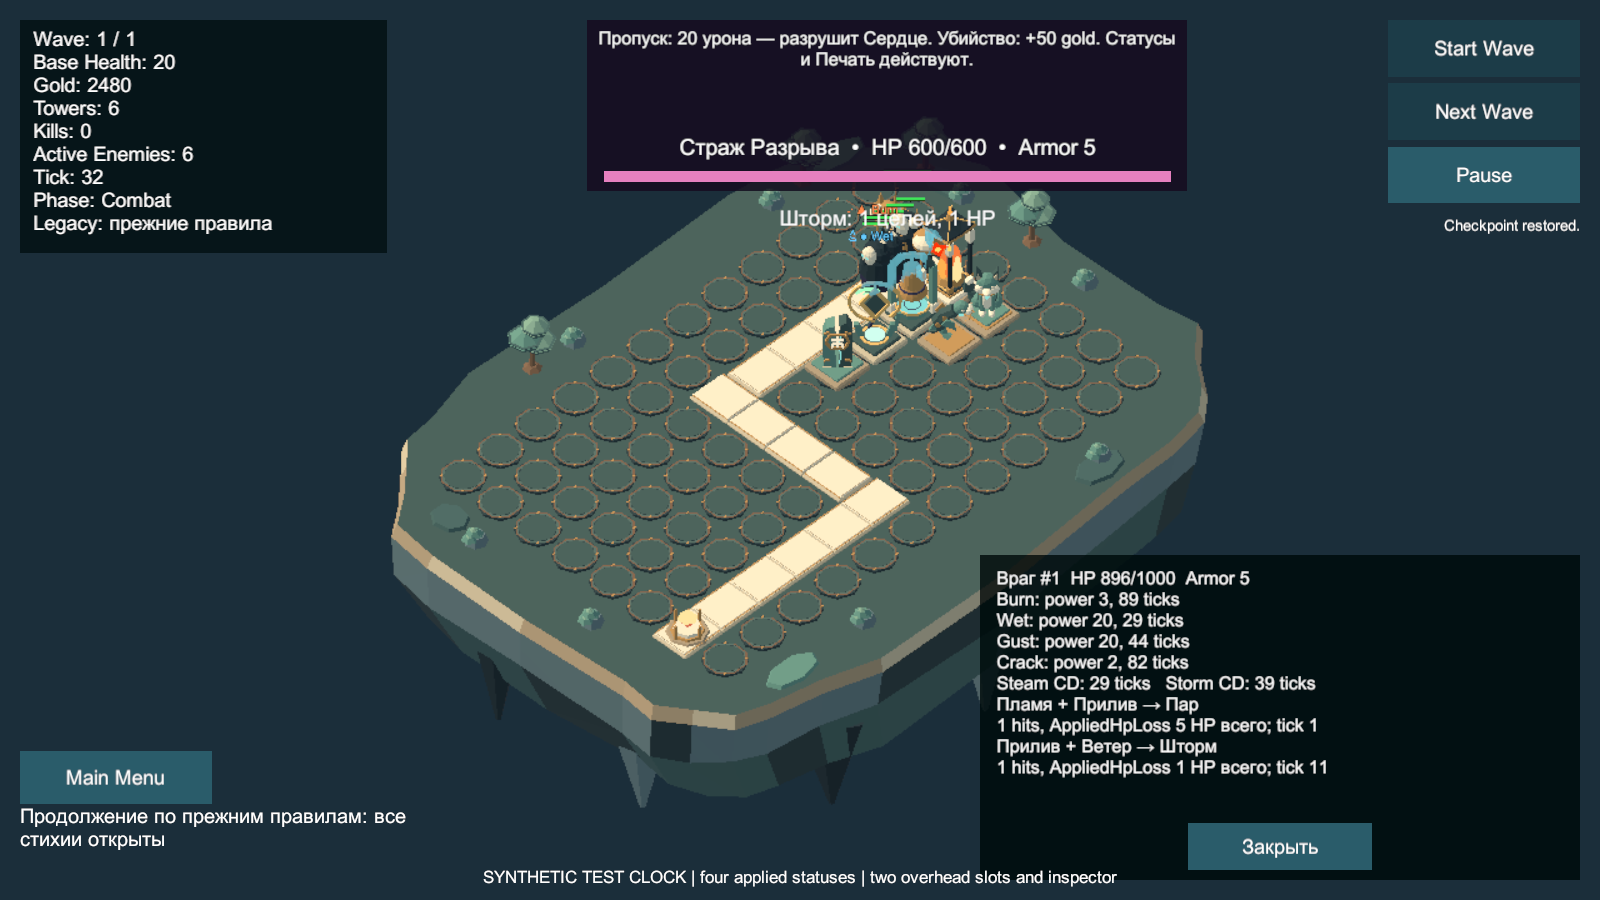 Wave: 1 / 1
Base Health: 20
Gold: 2480
Towers: 6
Kills: 0
Active Enemies: 6
Tick: 32
Phase: Combat
Legacy: прежние правила
Пропуск: 20 урона — разрушит Сердце. Убийство: +50 gold. Статусы
и Печать действуют.
Страж Разрыва • HP 600/600 • Armor 5
Start Wave
Next Wave
Pause
Checkpoint restored.
Шторм: 1 целей, 1 HP
Wet
Враг #1 HP 896/1000 Armor 5
Burn: power 3, 89 ticks
Wet: power 20, 29 ticks
Gust: power 20, 44 ticks
Crack: power 2, 82 ticks
Steam CD: 29 ticks Storm CD: 39 ticks
Пламя + Прилив → Пар
1 hits, AppliedHpLoss 5 HP всего; tick 1
Прилив + Ветер → Шторм
1 hits, AppliedHpLoss 1 HP всего; tick 11
Закрыть
Main Menu
Продолжение по прежним правилам: все
стихии открыты
SYNTHETIC TEST CLOCK | four applied statuses | two overhead slots and inspector